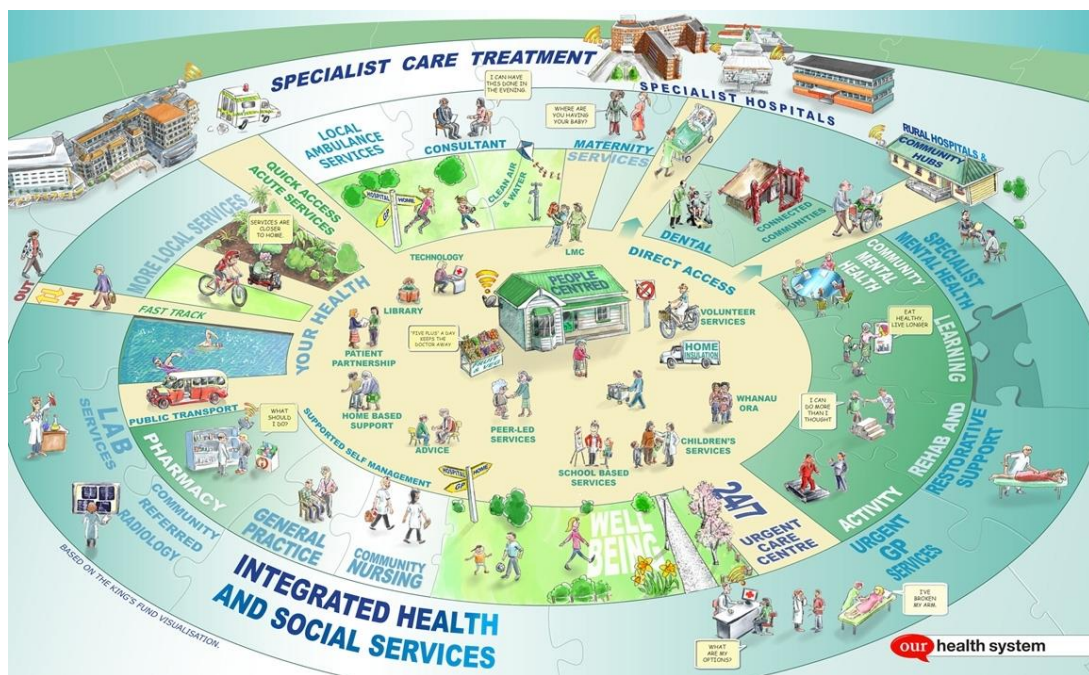 SPECIALIST CARE TREATMENT
SPECIALIST HOSPITALS
RURAL HOSPITALS &
COMMUNITY
HUBS
I CAN HAVE
THIS DONE IN
THE EVENING.
WHERE ARE
YOU HAVING
YOUR BABY?
LOCAL
AMBULANCE
SERVICES
CONSULTANT
MATERNITY
SERVICES
CLEAN AIR
& WATER
HOSPITAL
HOME
GP
QUICK ACCESS
ACUTE SERVICE
SERVICES ARE
CLOSER
TO HOME.
MORE LOCAL SERVICES
OUT
IN
FAST TRACK
YOUR HEALTH
TECHNOLOGY
LMC
PEOPLE
CENTRED
DENTAL
CONNECTED
COMMUNITIES
DIRECT ACCESS
COMMUNITY
MENTAL
HEALTH
SPECIALIST
MENTAL HEALTH
LIBRARY
"FIVE PLUS" A DAY
KEEPS THE
DOCTOR AWAY
VOLUNTEER
SERVICES
HOME
INSULATION
EAT
HEALTHY,
LIVE LONGER
LEARNING
PATIENT
PARTNERSHIP
PUBLIC TRANSPORT
WHAT
SHOULD
I DO?
HOME BASED
SUPPORT
ADVICE
PEER-LED
SERVICES
SCHOOL BASED
SERVICES
WHANAU
ORA
CHILDREN'S
SERVICES
I CAN
DO MORE
THAN I
THOUGHT
ACTIVITY
REHAB AND
RESTORATIVE
SUPPORT
LAB
SERVICES
PHARMACY
SUPPORTED SELF MANAGEMENT
HOSPITAL
HOME
GP
COMMUNITY
REFERRED
RADIOLOGY
GENERAL
PRACTICE
COMMUNITY
NURSING
WELL
BEING
24/7
URGENT
CARE
CENTRE
URGENT
GP
SERVICES
INTEGRATED HEALTH
AND SOCIAL SERVICES
BASED ON THE KING'S FUND VISUALISATION.
WHAT
ARE MY
OPTIONS?
I'VE
BROKEN
MY ARM.
our health system